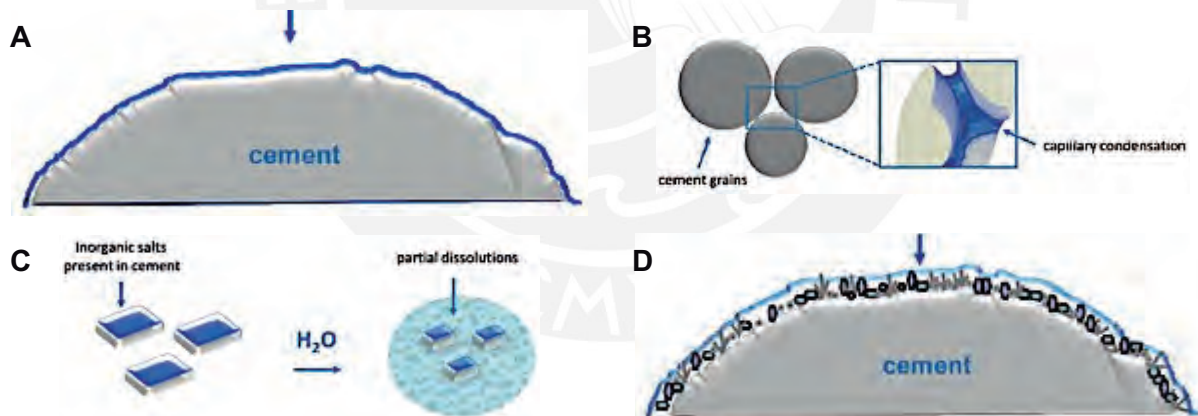 A
cement
B
cement grains
capillary condensation
C
Inorganic salts
present in cement
H₂O
partial dissolutions
D
cement